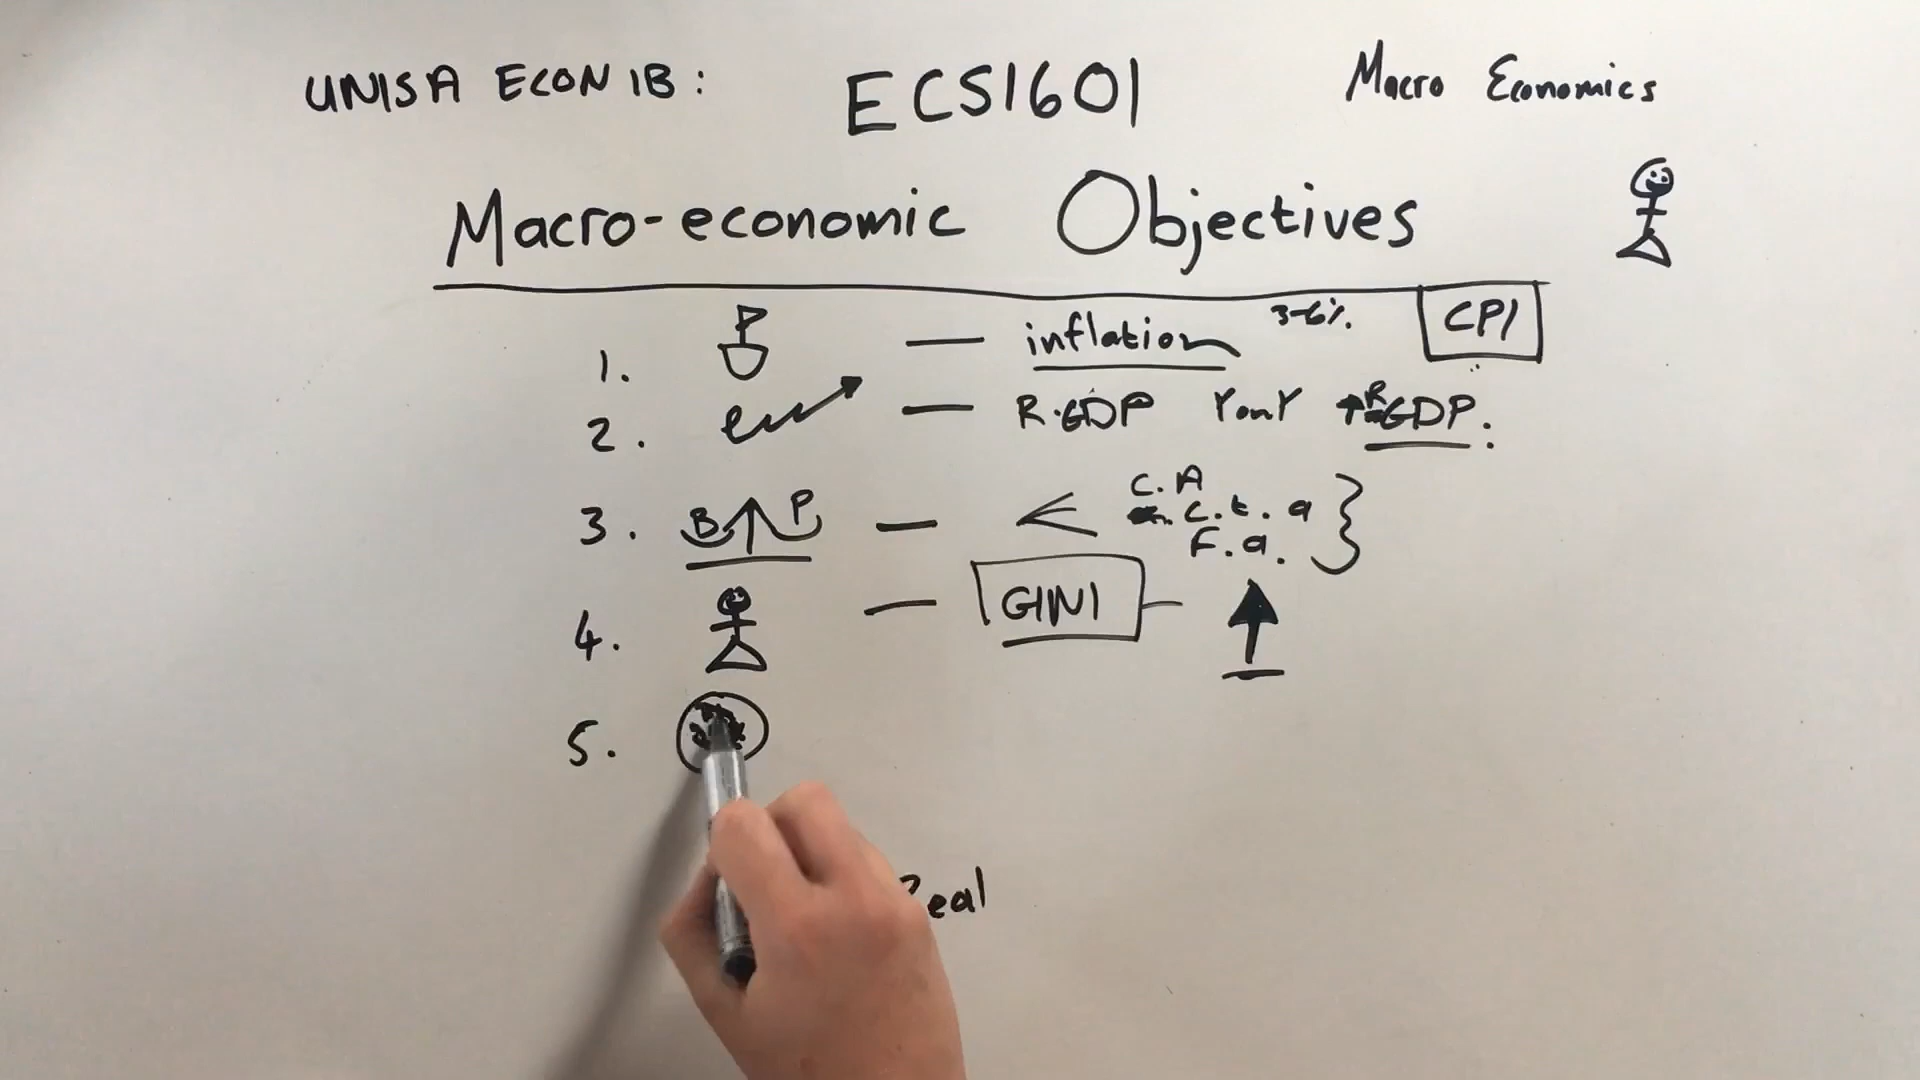 UNISA ECON 1B: ECS1601 Macro Economics
Macro-economic Objectives
1. P — inflation 3-6% CPI
2. — R.GDP YonY ↑RGDP.
3. B ↑ P — < C.A
C.t.a
F.a. }
4. — GINI – ↑
5.
Real